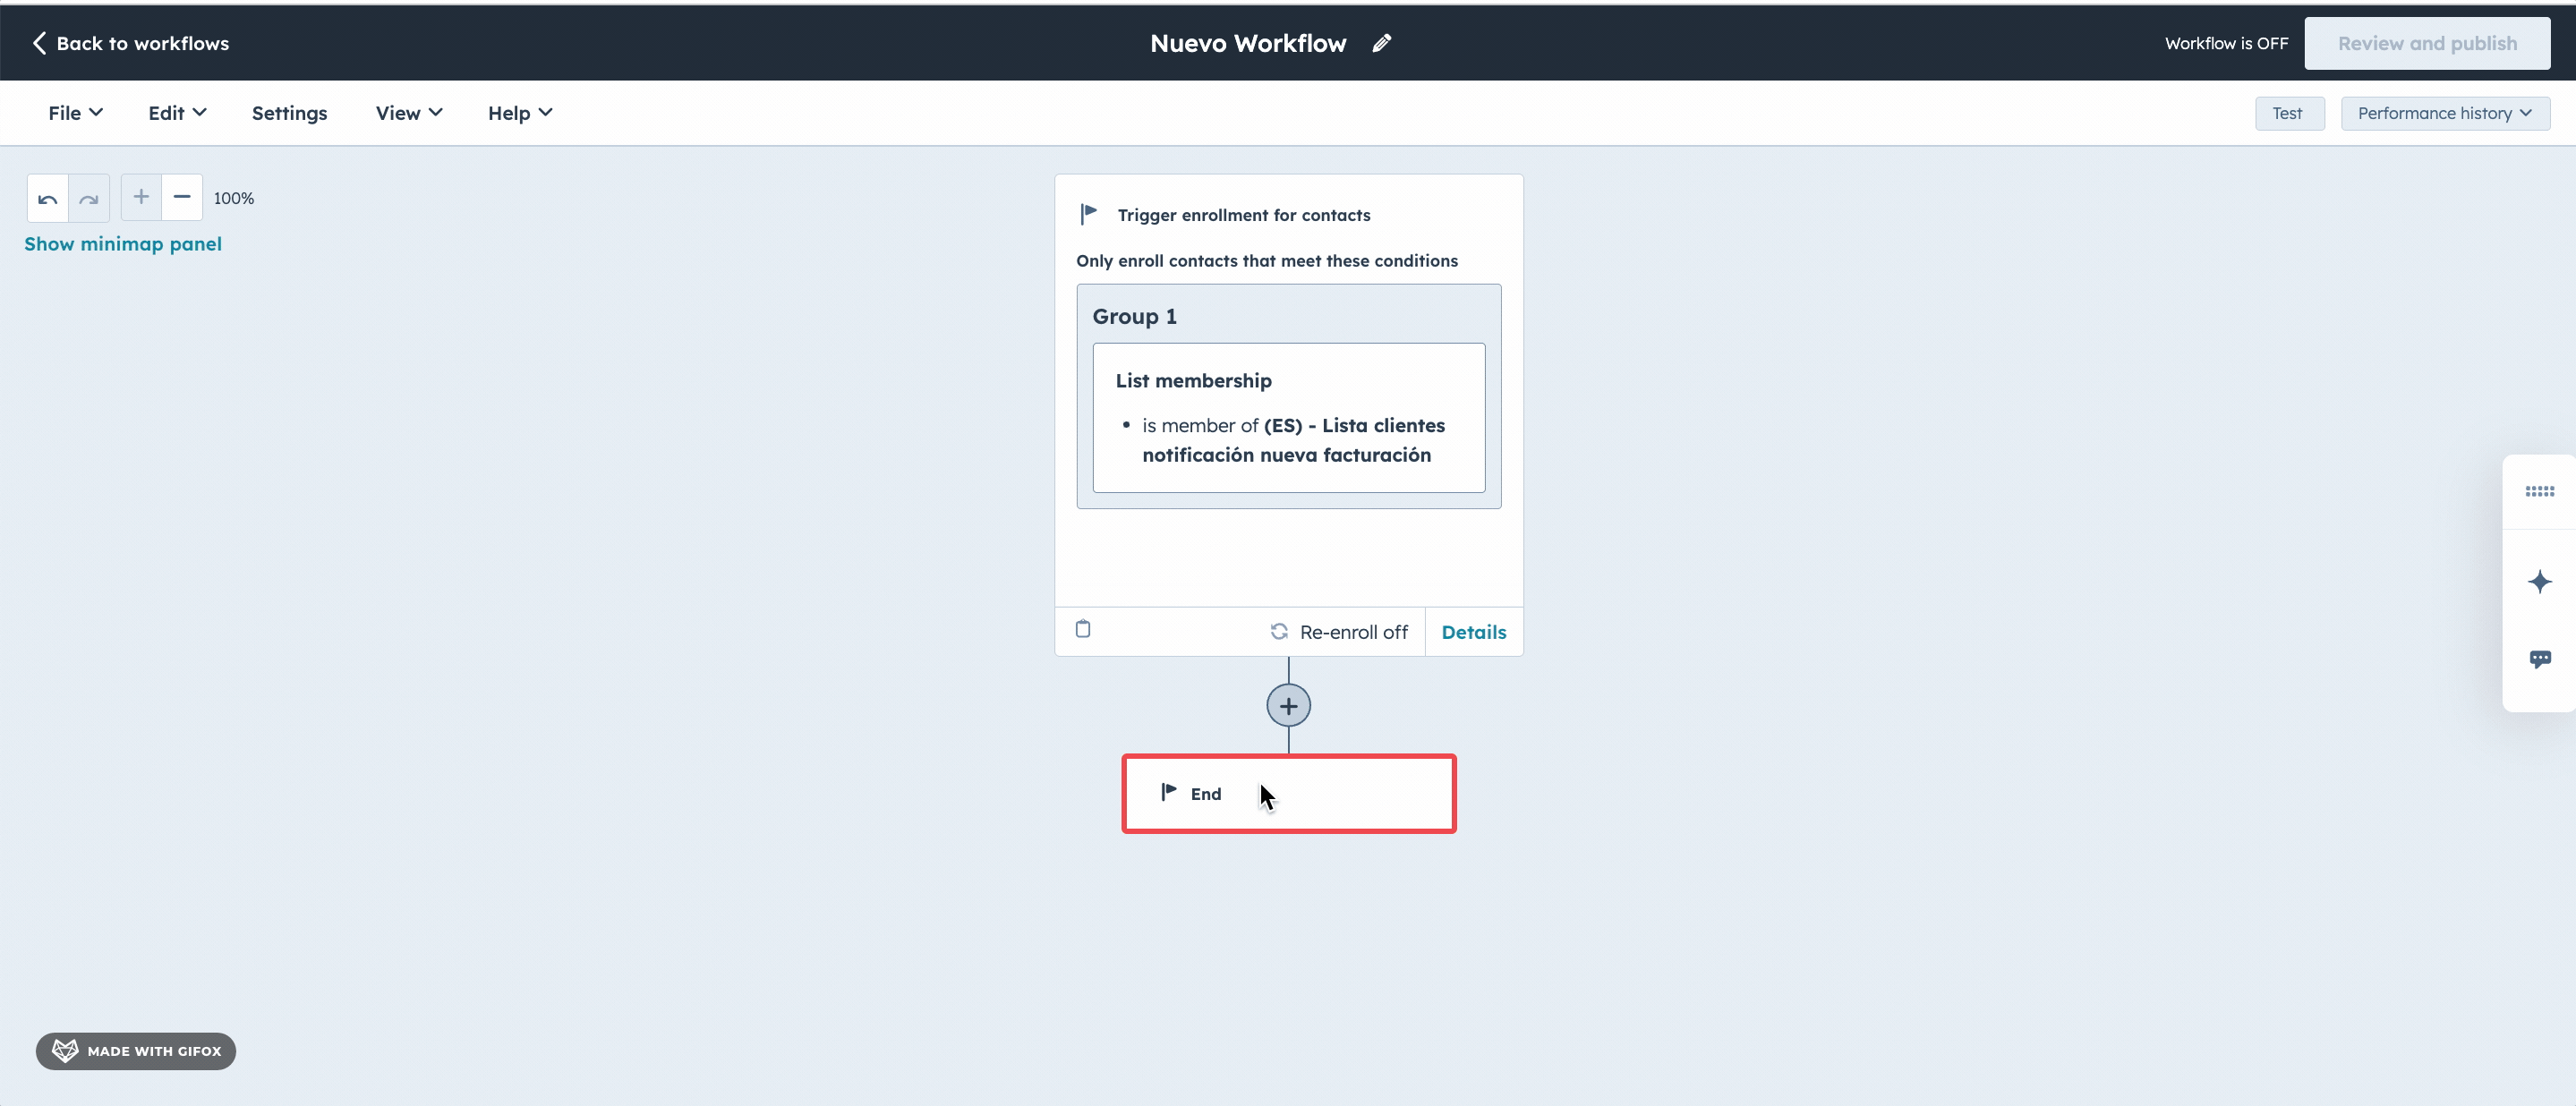 Back to workflows
Nuevo Workflow
Workflow is OFF
Review and publish
File
Edit
Settings
View
Help
Test
Performance history
100%
Show minimap panel
Trigger enrollment for contacts
Only enroll contacts that meet these conditions
Group 1
List membership
• is member of (ES) - Lista clientes
notificación nueva facturación
Re-enroll off
Details
End
MADE WITH GIFOX